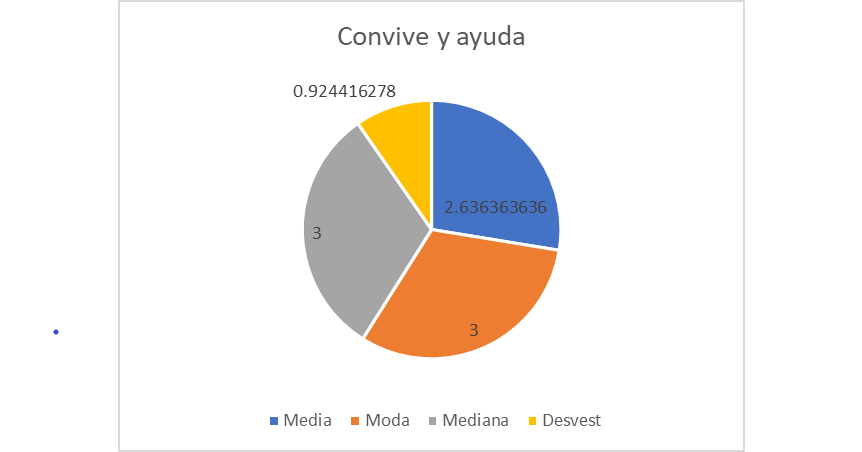 Convive y ayuda
0.924416278
2.636363636
3
3
Media Moda Mediana Desvest